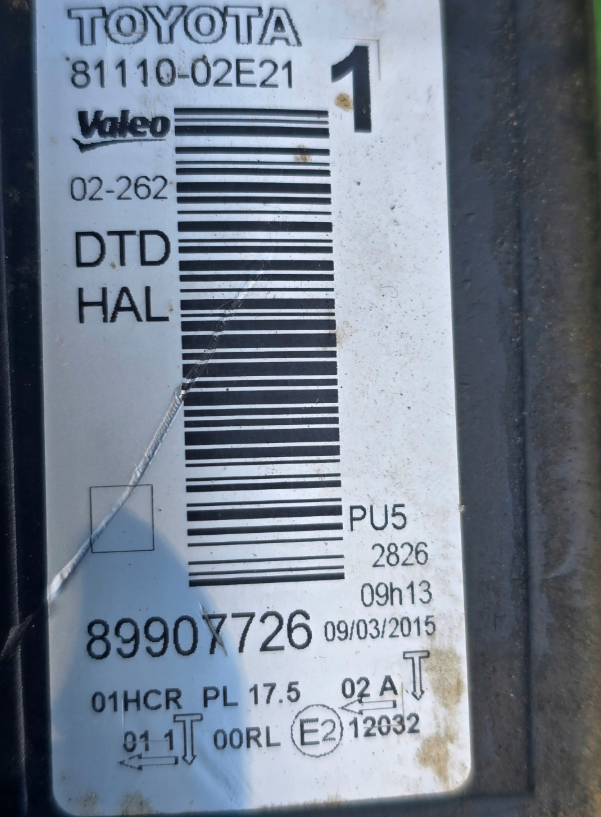 TOYOTA
81110-02E21
1
Valeo
02-262
DTD
HAL
PU5
2826
09h13
89907726 09/03/2015
01HCR PL 17.5 02 A
01 1 00RL E2 12032